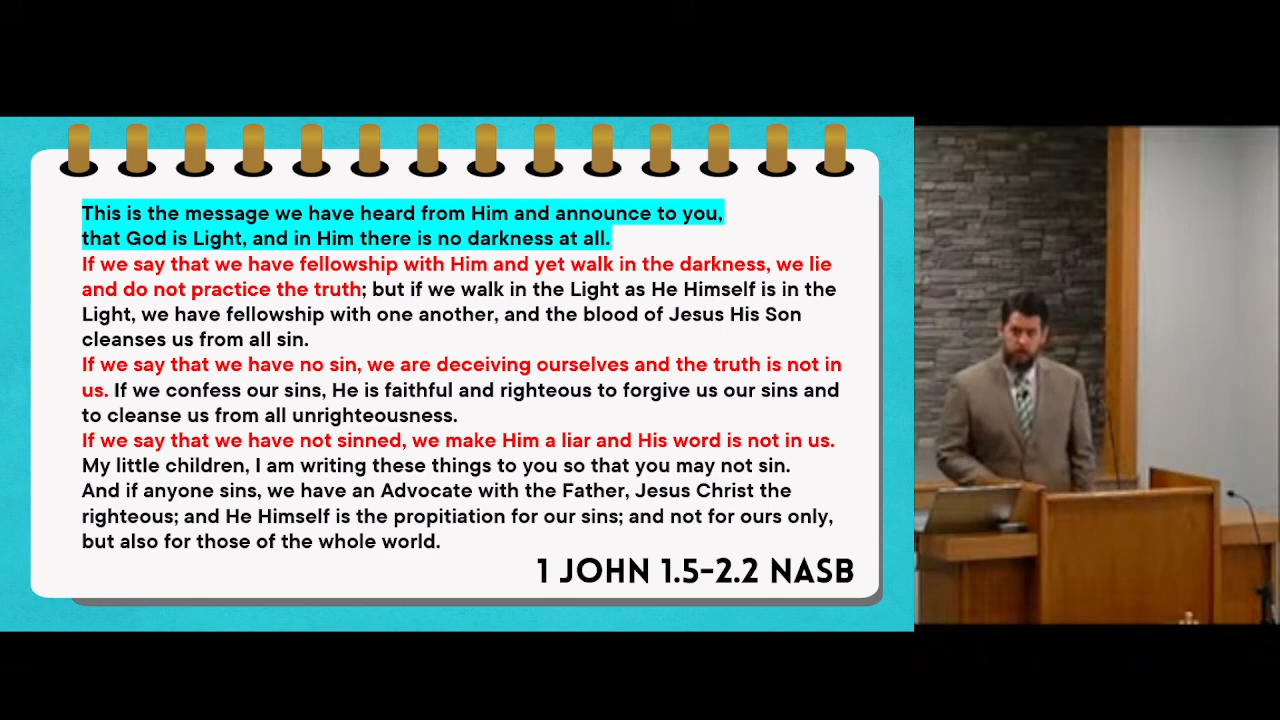 This is the message we have heard from Him and announce to you,
that God is Light, and in Him there is no darkness at all.
If we say that we have fellowship with Him and yet walk in the darkness, we lie
and do not practice the truth; but if we walk in the Light as He Himself is in the
Light, we have fellowship with one another, and the blood of Jesus His Son
cleanses us from all sin.
If we say that we have no sin, we are deceiving ourselves and the truth is not in
us. If we confess our sins, He is faithful and righteous to forgive us our sins and
to cleanse us from all unrighteousness.
If we say that we have not sinned, we make Him a liar and His word is not in us.
My little children, I am writing these things to you so that you may not sin.
And if anyone sins, we have an Advocate with the Father, Jesus Christ the
righteous; and He Himself is the propitiation for our sins; and not for ours only,
but also for those of the whole world.
1 JOHN 1.5-2.2 NASB